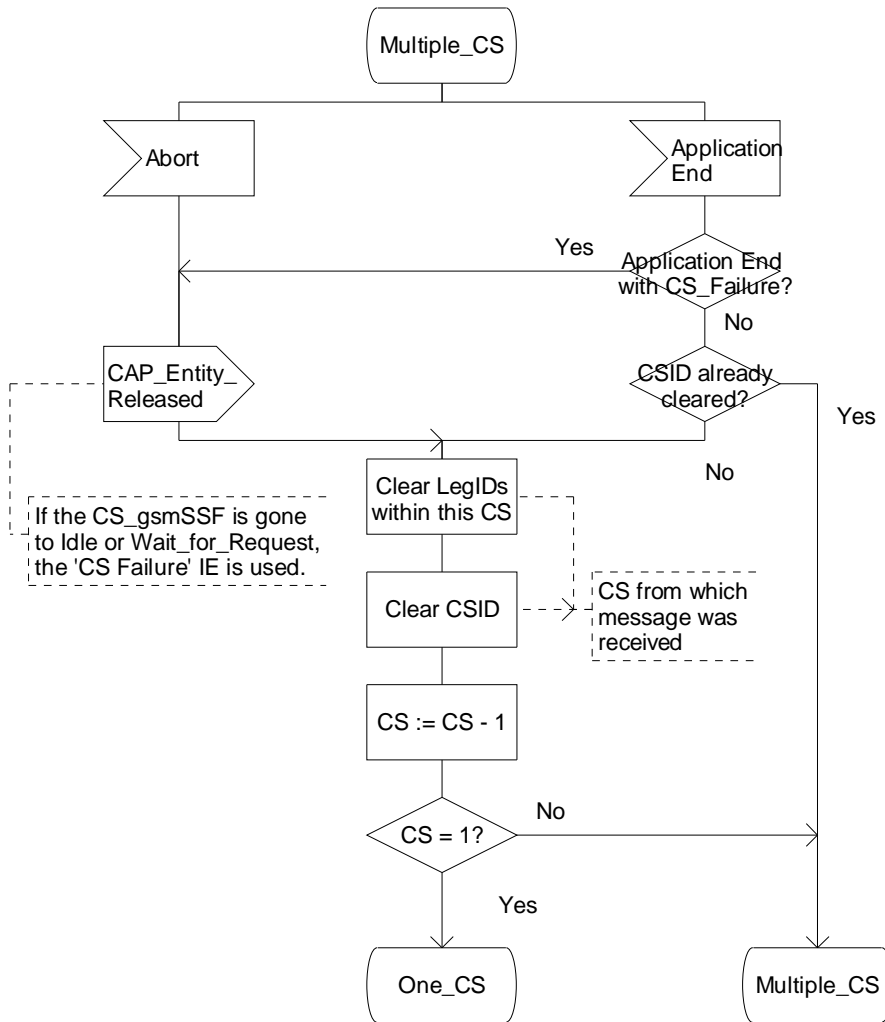 Multiple_CS
Abort
Application
End
Yes
Application End
with CS_Failure?
No
CAP_Entity_
Released
CSID already
cleared?
Yes
No
Clear LegIDs
within this CS
If the CS_gsmSSF is gone
to Idle or Wait_for_Request,
the 'CS Failure' IE is used.
Clear CSID
CS from which
message was
received
CS := CS - 1
No
CS = 1?
Yes
One_CS
Multiple_CS